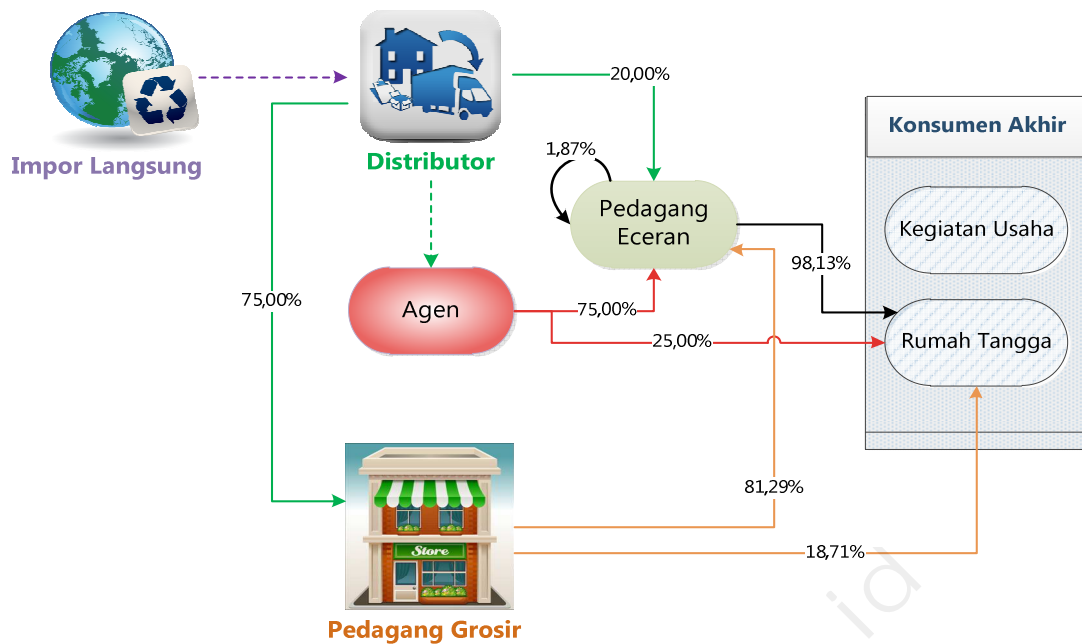 Impor Langsung
Distributor
20,00%
Konsumen Akhir
1,87%
Pedagang
Eceran
Kegiatan Usaha
98,13%
75,00%
Agen
75,00%
25,00%
Rumah Tangga
81,29%
Store
18,71%
Pedagang Grosir
id